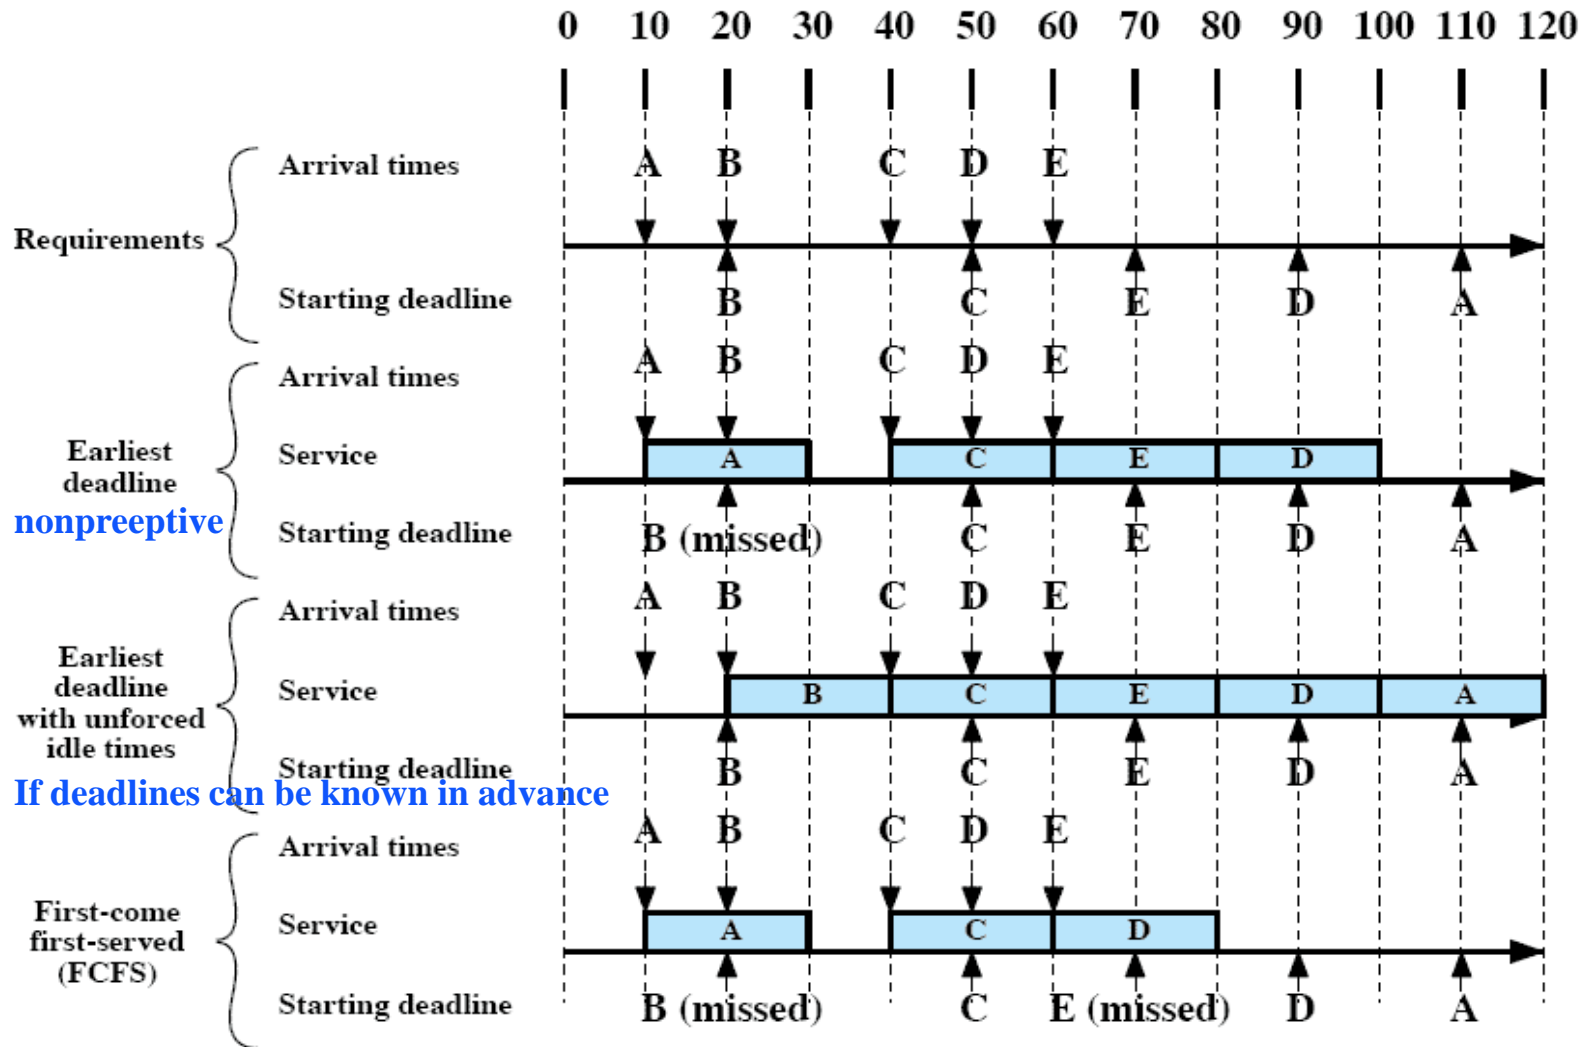 0 10 20 30 40 50 60 70 80 90 100 110 120
Arrival times A B C D E
Requirements
Starting deadline B C E D A
Arrival times A B C D E
Earliest
deadline
nonpreeptive
Service A C E D
Starting deadline B (missed) C E D A
Arrival times A B C D E
Earliest
deadline
with unforced
idle times
Service B C E D A
Starting deadline B C E D A
If deadlines can be known in advance
Arrival times A B C D E
First-come
first-served
(FCFS)
Service A C D
Starting deadline B (missed) C E (missed) D A